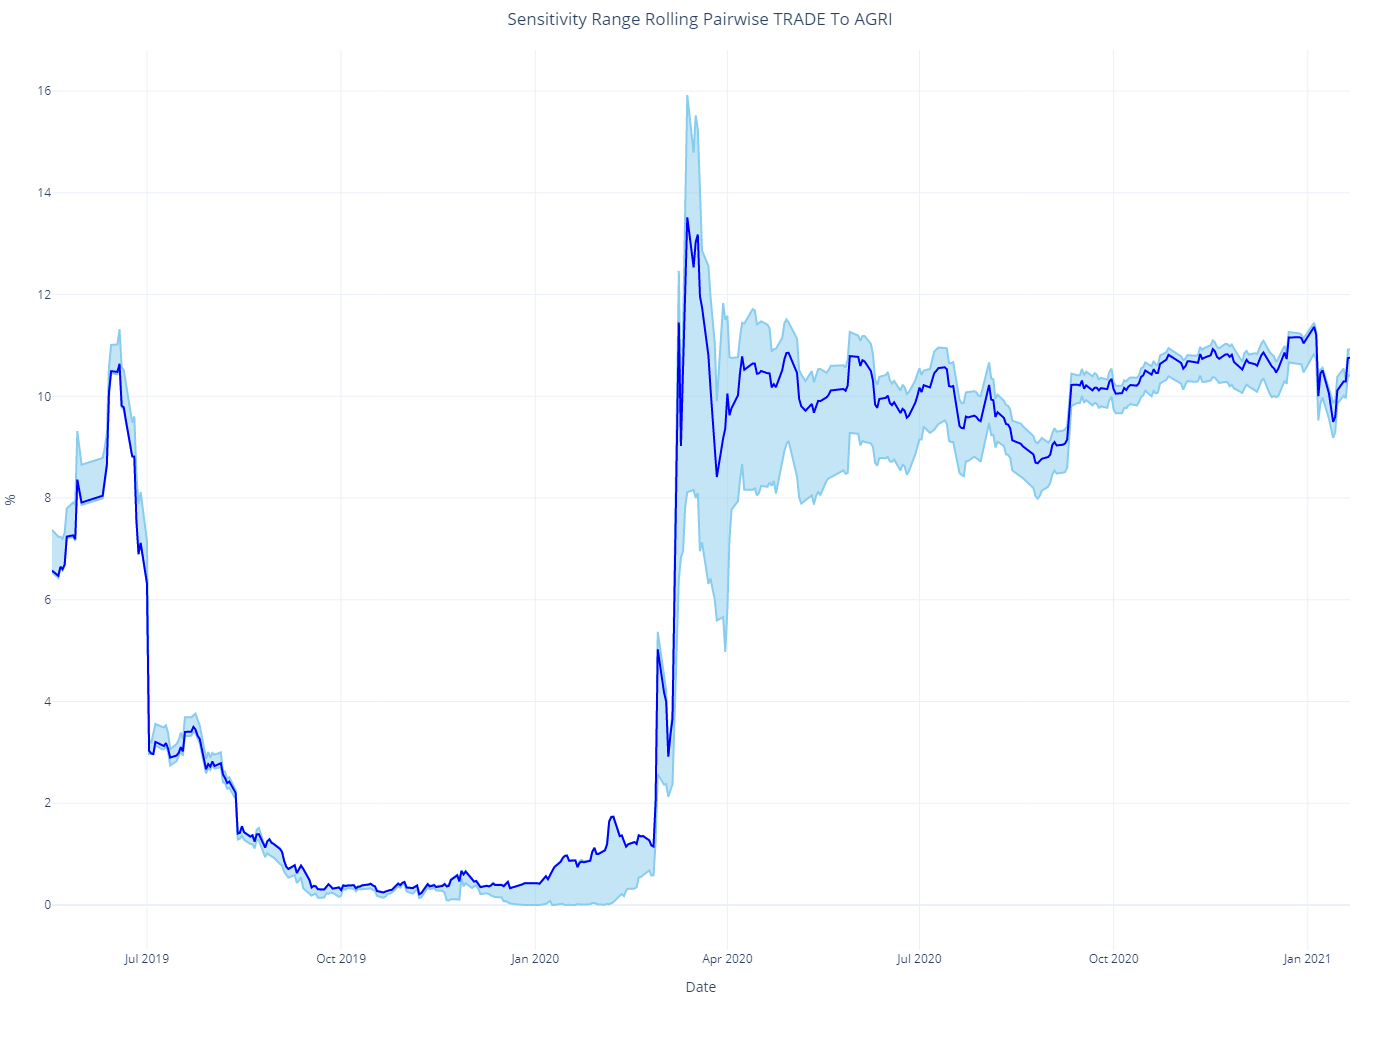 Sensitivity Range Rolling Pairwise TRADE To AGRI
16
14
12
10
8
6
4
2
0
%
Jul 2019
Oct 2019
Jan 2020
Apr 2020
Jul 2020
Oct 2020
Jan 2021
Date